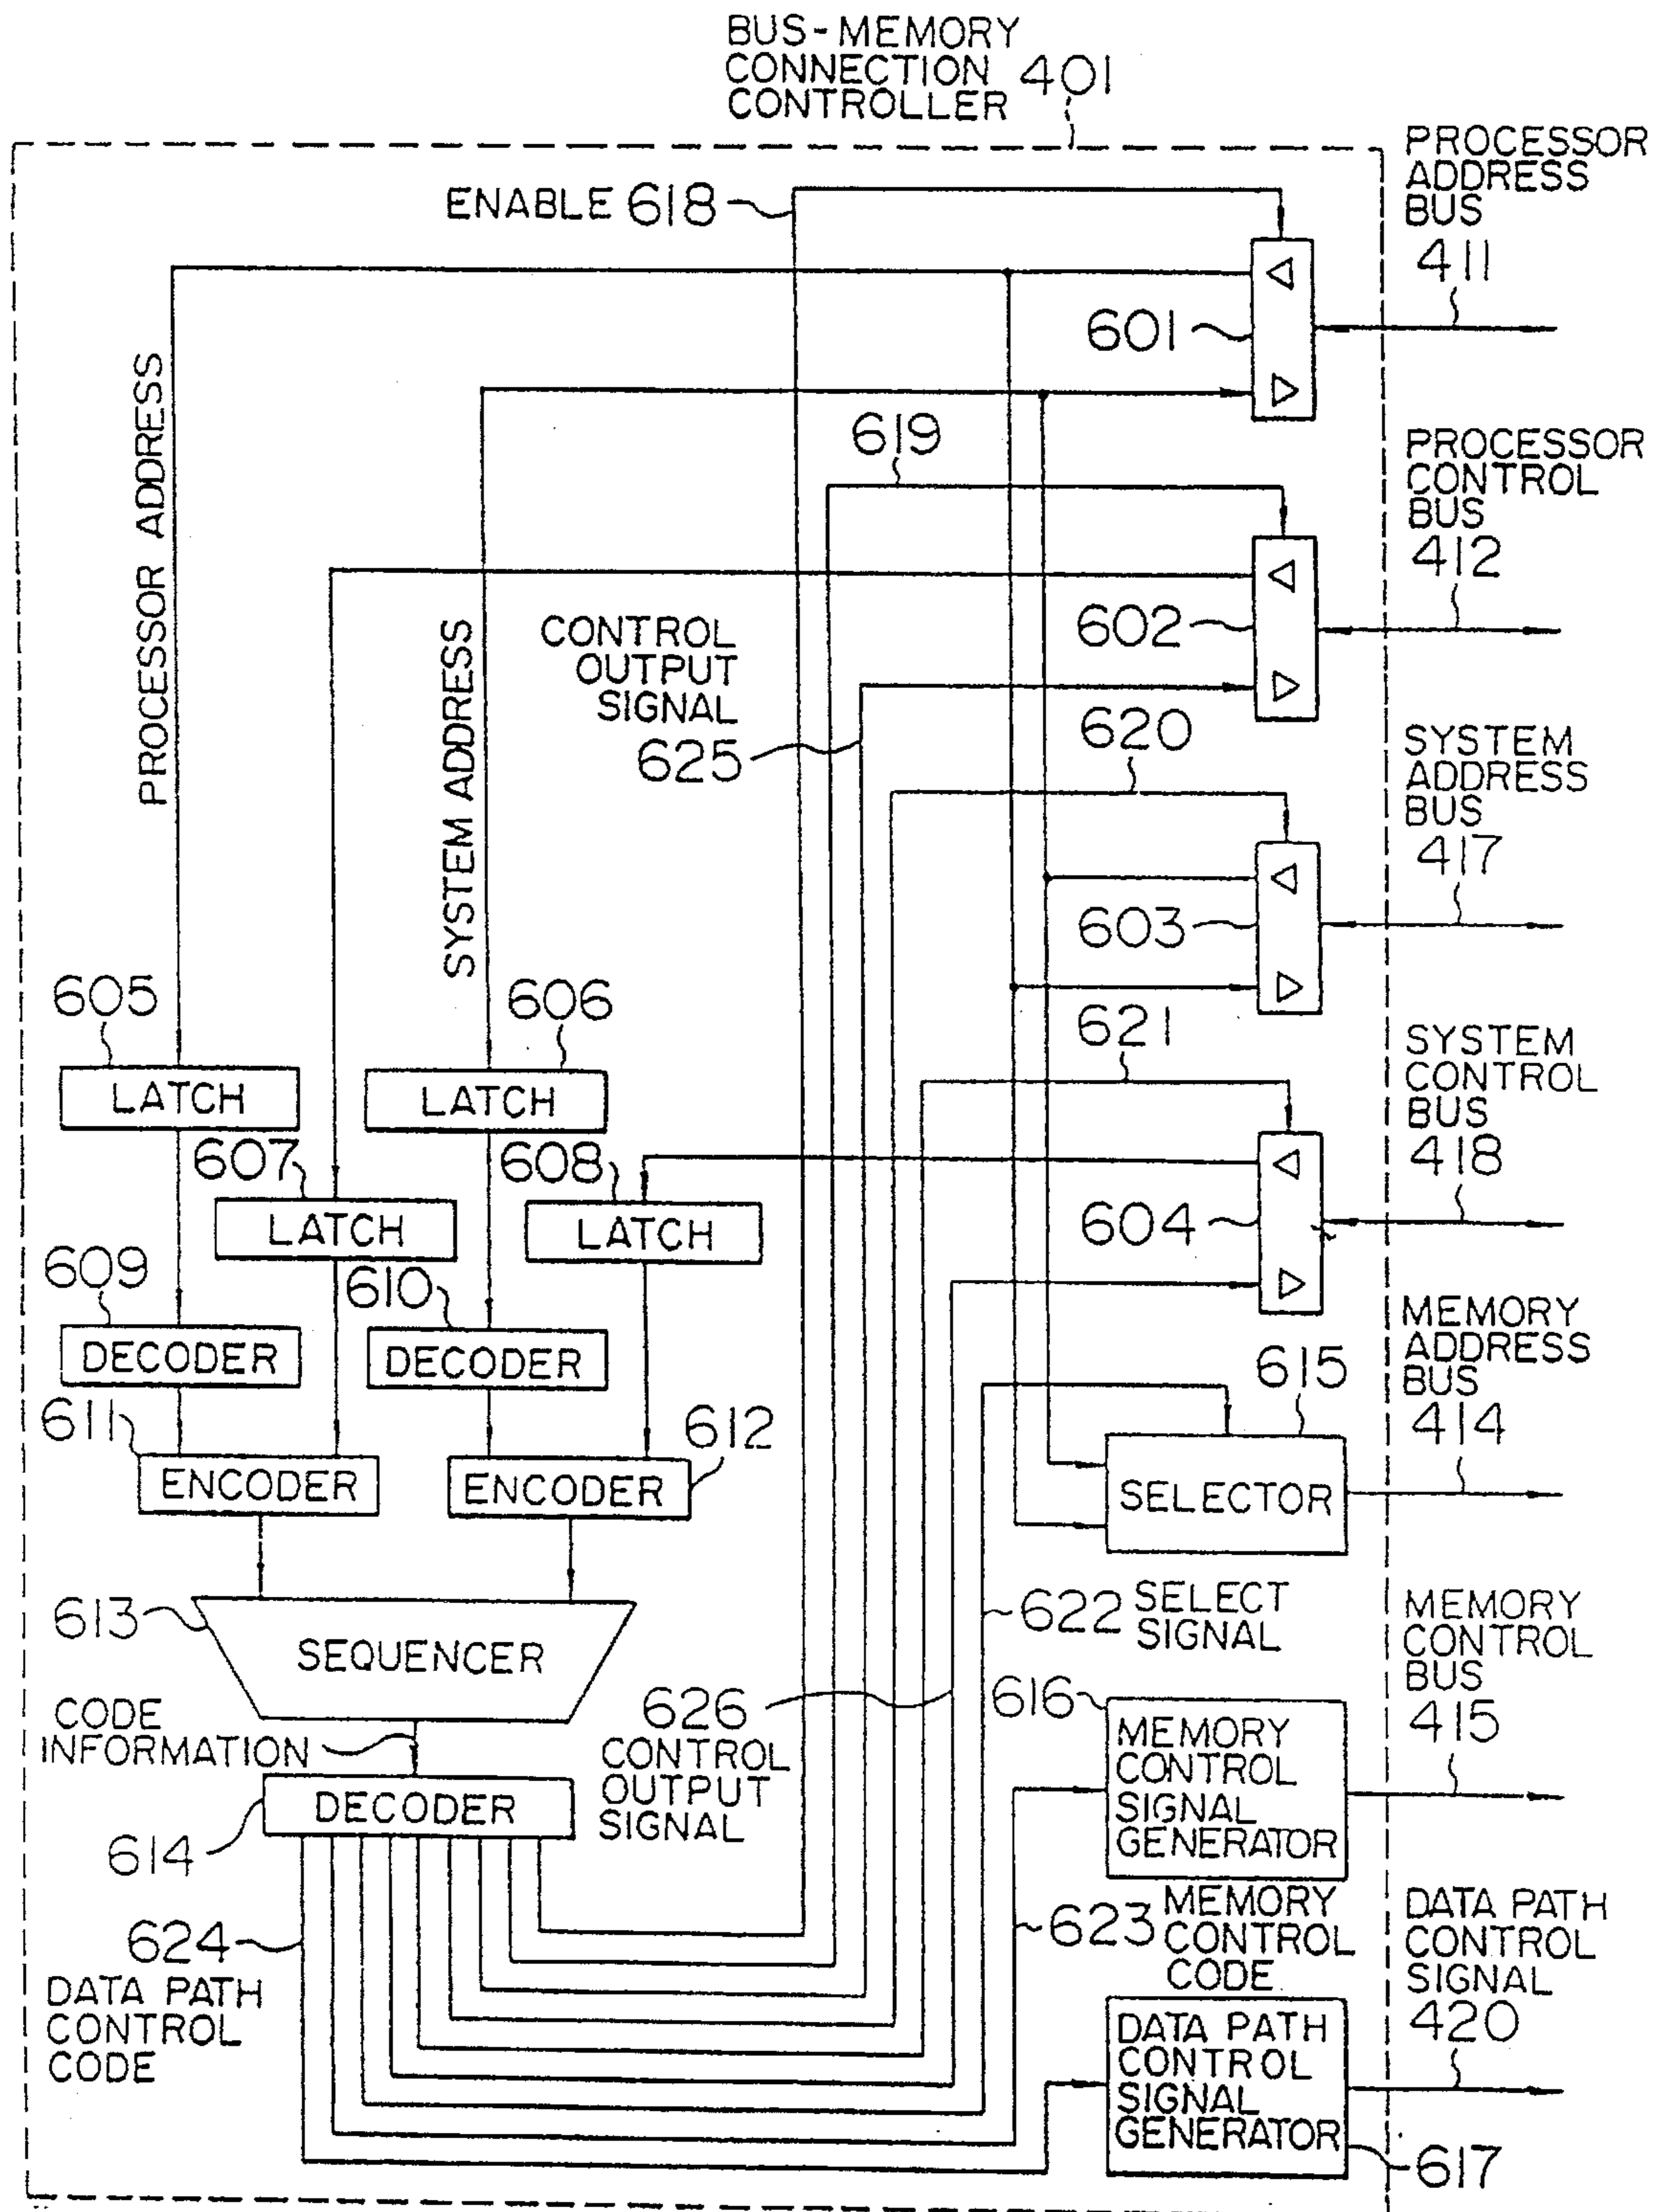 BUS-MEMORY
CONNECTION 401
CONTROLLER
PROCESSOR
ADDRESS
BUS
411
ENABLE 618
601
PROCESSOR ADDRESS
619
PROCESSOR
CONTROL
BUS
412
SYSTEM ADDRESS
CONTROL
OUTPUT
SIGNAL
625
602
620
SYSTEM
ADDRESS
BUS
417
603
605
606
621
SYSTEM
CONTROL
BUS
418
LATCH
LATCH
607
608
LATCH
LATCH
604
609
610
DECODER
DECODER
MEMORY
ADDRESS
BUS
414
615
611
612
ENCODER
ENCODER
SELECTOR
613
SEQUENCER
622 SELECT
SIGNAL
MEMORY
CONTROL
BUS
415
CODE
INFORMATION
626
CONTROL
OUTPUT
SIGNAL
616
MEMORY
CONTROL
SIGNAL
GENERATOR
DECODER
614
624
DATA PATH
CONTROL
CODE
623 MEMORY
CONTROL
CODE
DATA PATH
CONTROL
SIGNAL
420
DATA PATH
CONTROL
SIGNAL
GENERATOR
617